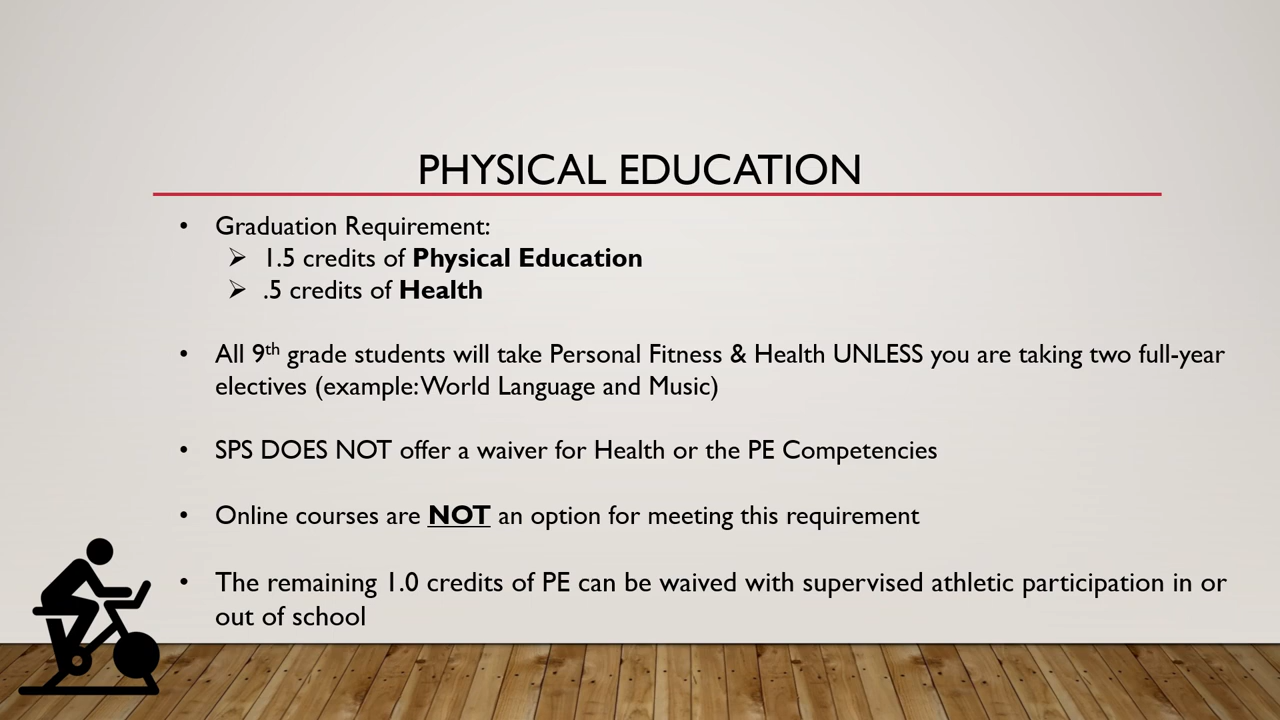 PHYSICAL EDUCATION
• Graduation Requirement:
➢ 1.5 credits of Physical Education
➢ .5 credits of Health
• All 9th grade students will take Personal Fitness & Health UNLESS you are taking two full-year
electives (example: World Language and Music)
• SPS DOES NOT offer a waiver for Health or the PE Competencies
• Online courses are NOT an option for meeting this requirement
• The remaining 1.0 credits of PE can be waived with supervised athletic participation in or
out of school